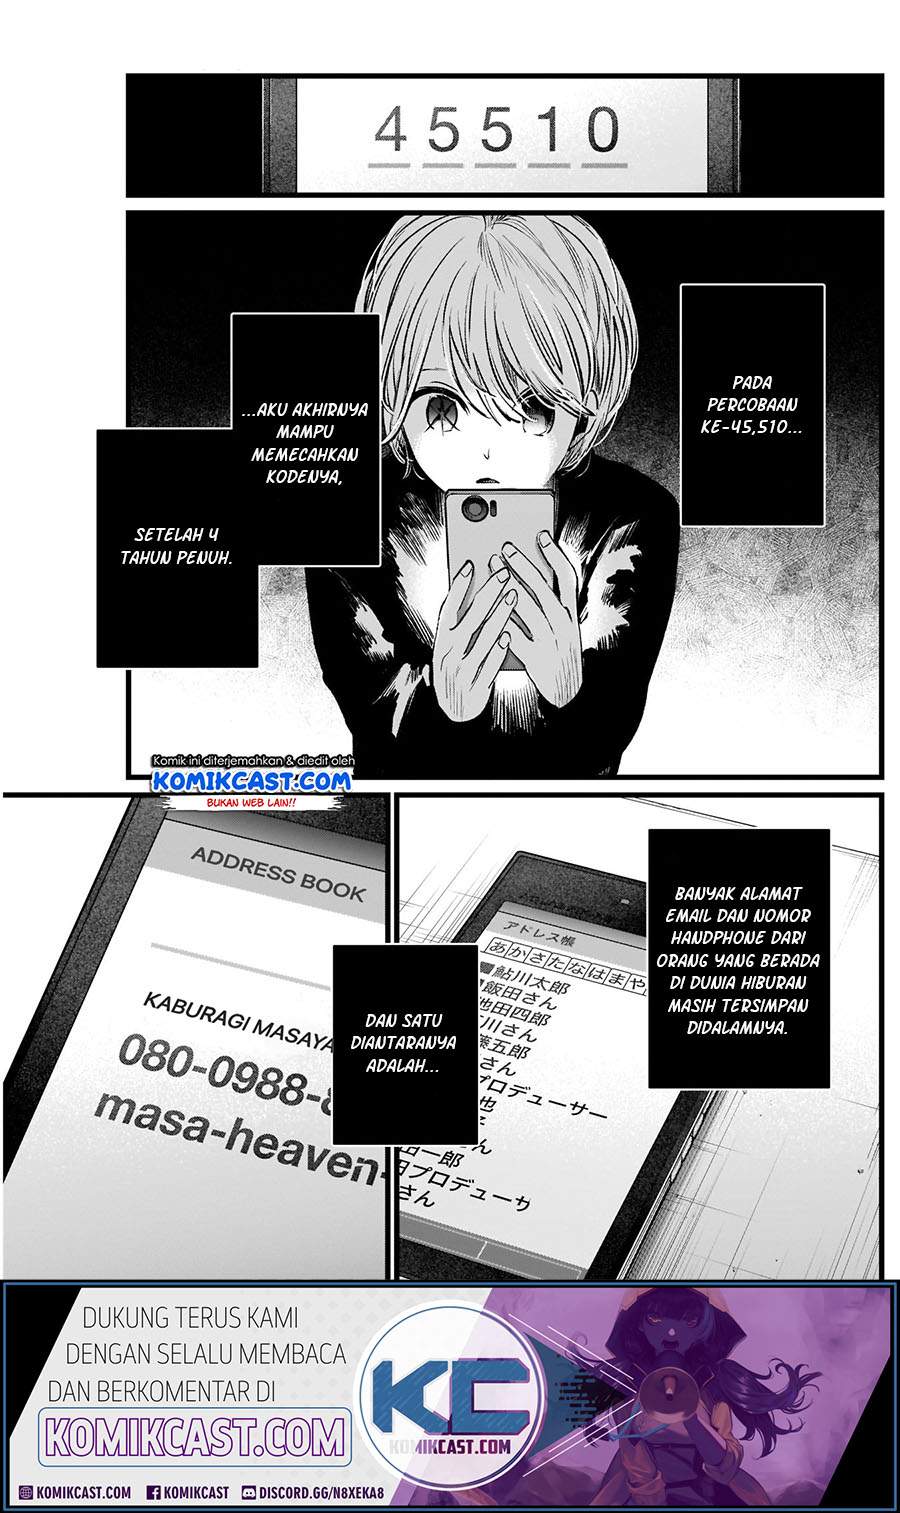 45510
PADA
PERCOBAAN
KE-45,510...
...AKU AKHIRNYA
MAMPU
MEMECAHKAN
KODENYA,
SETELAH 4
TAHUN PENUH.
Komik ini diterjemahkan & diedit oleh
KOMIKCAST.COM
BUKAN WEB LAIN!!
BANYAK ALAMAT
EMAIL DAN NOMOR
HANDPHONE DARI
ORANG YANG BERADA
DI DUNIA HIBURAN
MASIH TERSIMPAN
DIDALAMNYA.
アドレス帳
あかさたなはまや
鮎川太郎
飯田さん
池田四郎
川さん
藤五郎
さん
プロデューサー
也
ん
田一郎
プロデューサ
さん
DAN SATU
DIANTARANYA
ADALAH...
ADDRESS BOOK
KABURAGI MASAYA
080-0988-
masa-heaven-
DUKUNG TERUS KAMI
DENGAN SELALU MEMBACA
DAN BERKOMENTAR DI
KOMIKCAST.COM
KC
KOMIKCAST.COM
KOMIKCAST.COM KOMIKCAST DISCORD.GG/N8XEKA8